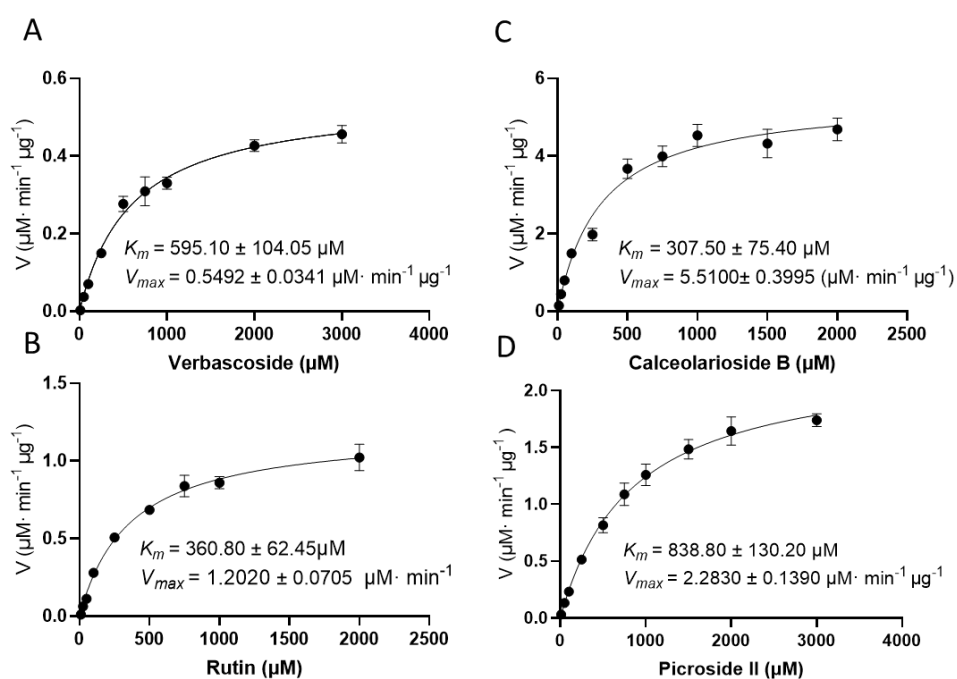 A
V (µM· min⁻¹ µg⁻¹)
0.6
0.4
0.2
0.0
Kₘ = 595.10 ± 104.05 µM
Vₘₐₓ = 0.5492 ± 0.0341 µM· min⁻¹ µg⁻¹
0 1000 2000 3000 4000
Verbascoside (µM)
C
V (µM· min⁻¹ µg⁻¹)
6
4
2
0
Kₘ = 307.50 ± 75.40 µM
Vₘₐₓ = 5.5100± 0.3995 (µM· min⁻¹ µg⁻¹)
0 500 1000 1500 2000 2500
Calceolarioside B (µM)
B
V (µM· min⁻¹ µg⁻¹)
1.5
1.0
0.5
0.0
Kₘ = 360.80 ± 62.45µM
Vₘₐₓ = 1.2020 ± 0.0705 µM· min⁻¹
0 500 1000 1500 2000 2500
Rutin (µM)
D
V (µM· min⁻¹ µg⁻¹)
2.0
1.5
1.0
0.5
0.0
Kₘ = 838.80 ± 130.20 µM
Vₘₐₓ = 2.2830 ± 0.1390 µM· min⁻¹ µg⁻¹
0 1000 2000 3000 4000
Picroside II (µM)